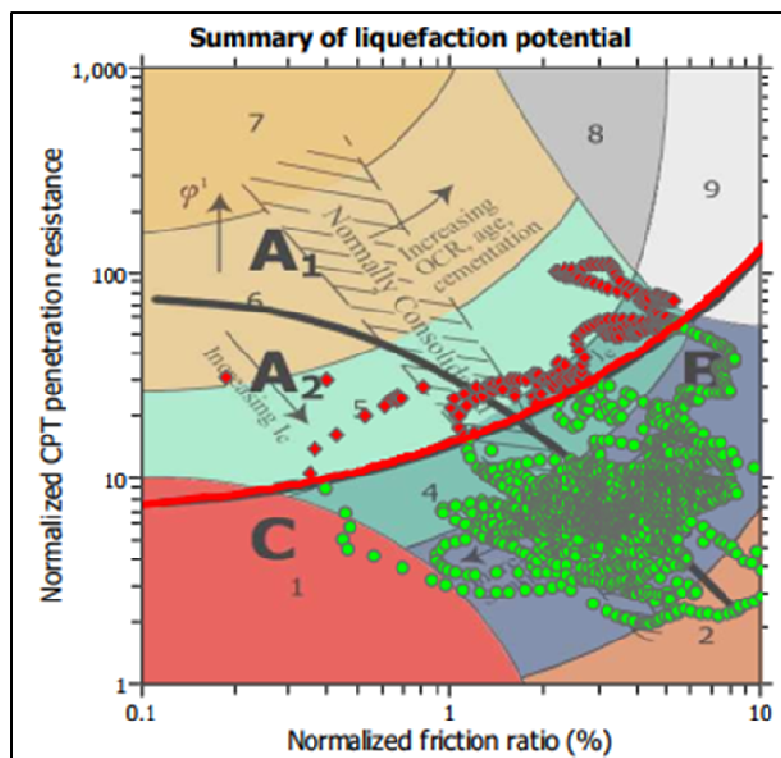 Summary of liquefaction potential
Normalized CPT penetration resistance
1,000
100
10
1
7
8
9
φ'
A1
Increasing
OCR, age,
cementation
Normally Consolid
6
A2
Increasing Ic
5
Ic
B
4
C
1
2
0.1
1
10
Normalized friction ratio (%)